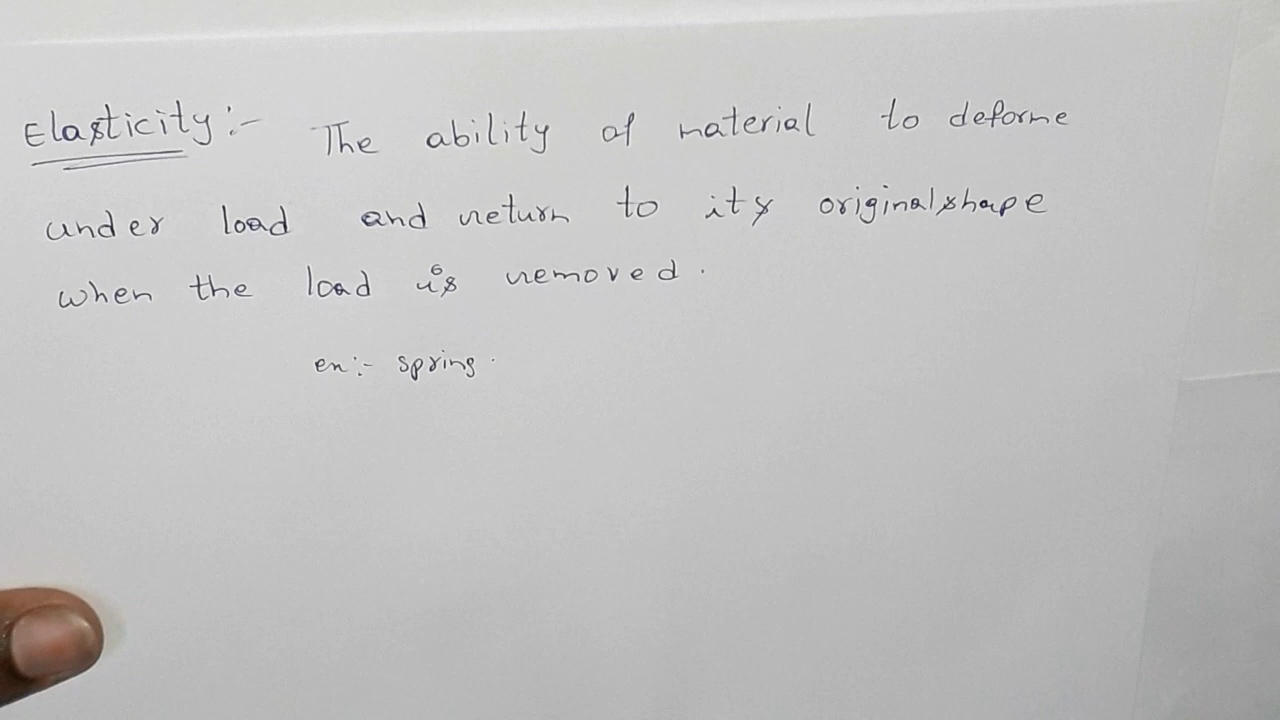 Elasticity:- The ability of material to deforme
under load and return to its original shape
when the load is removed.
ex:- spring.